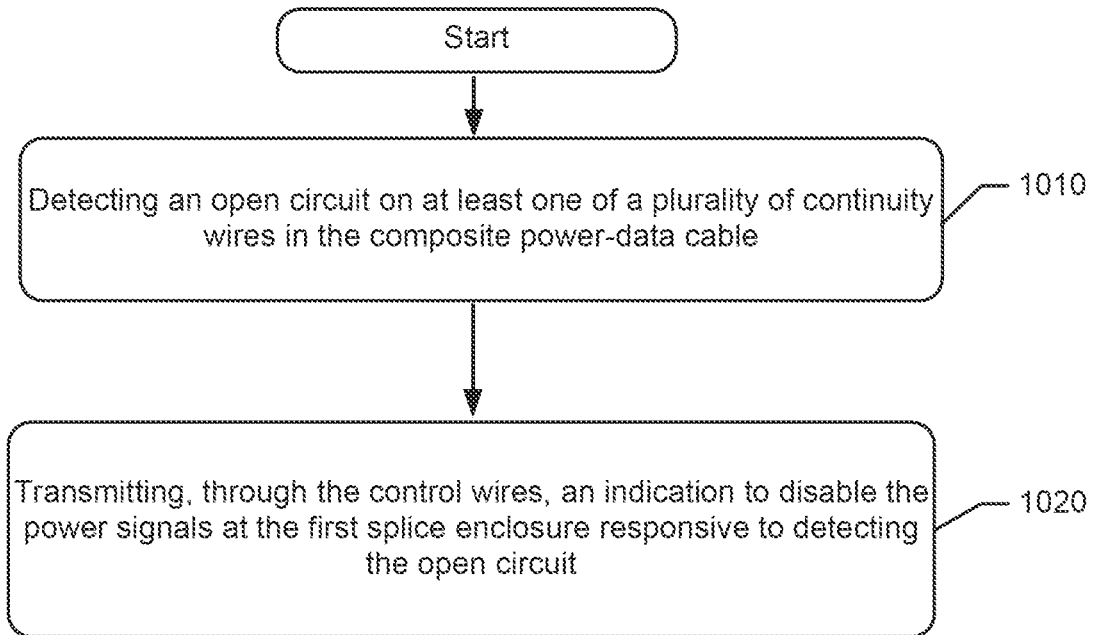 Start
Detecting an open circuit on at least one of a plurality of continuity
wires in the composite power-data cable
1010
Transmitting, through the control wires, an indication to disable the
power signals at the first splice enclosure responsive to detecting
the open circuit
1020